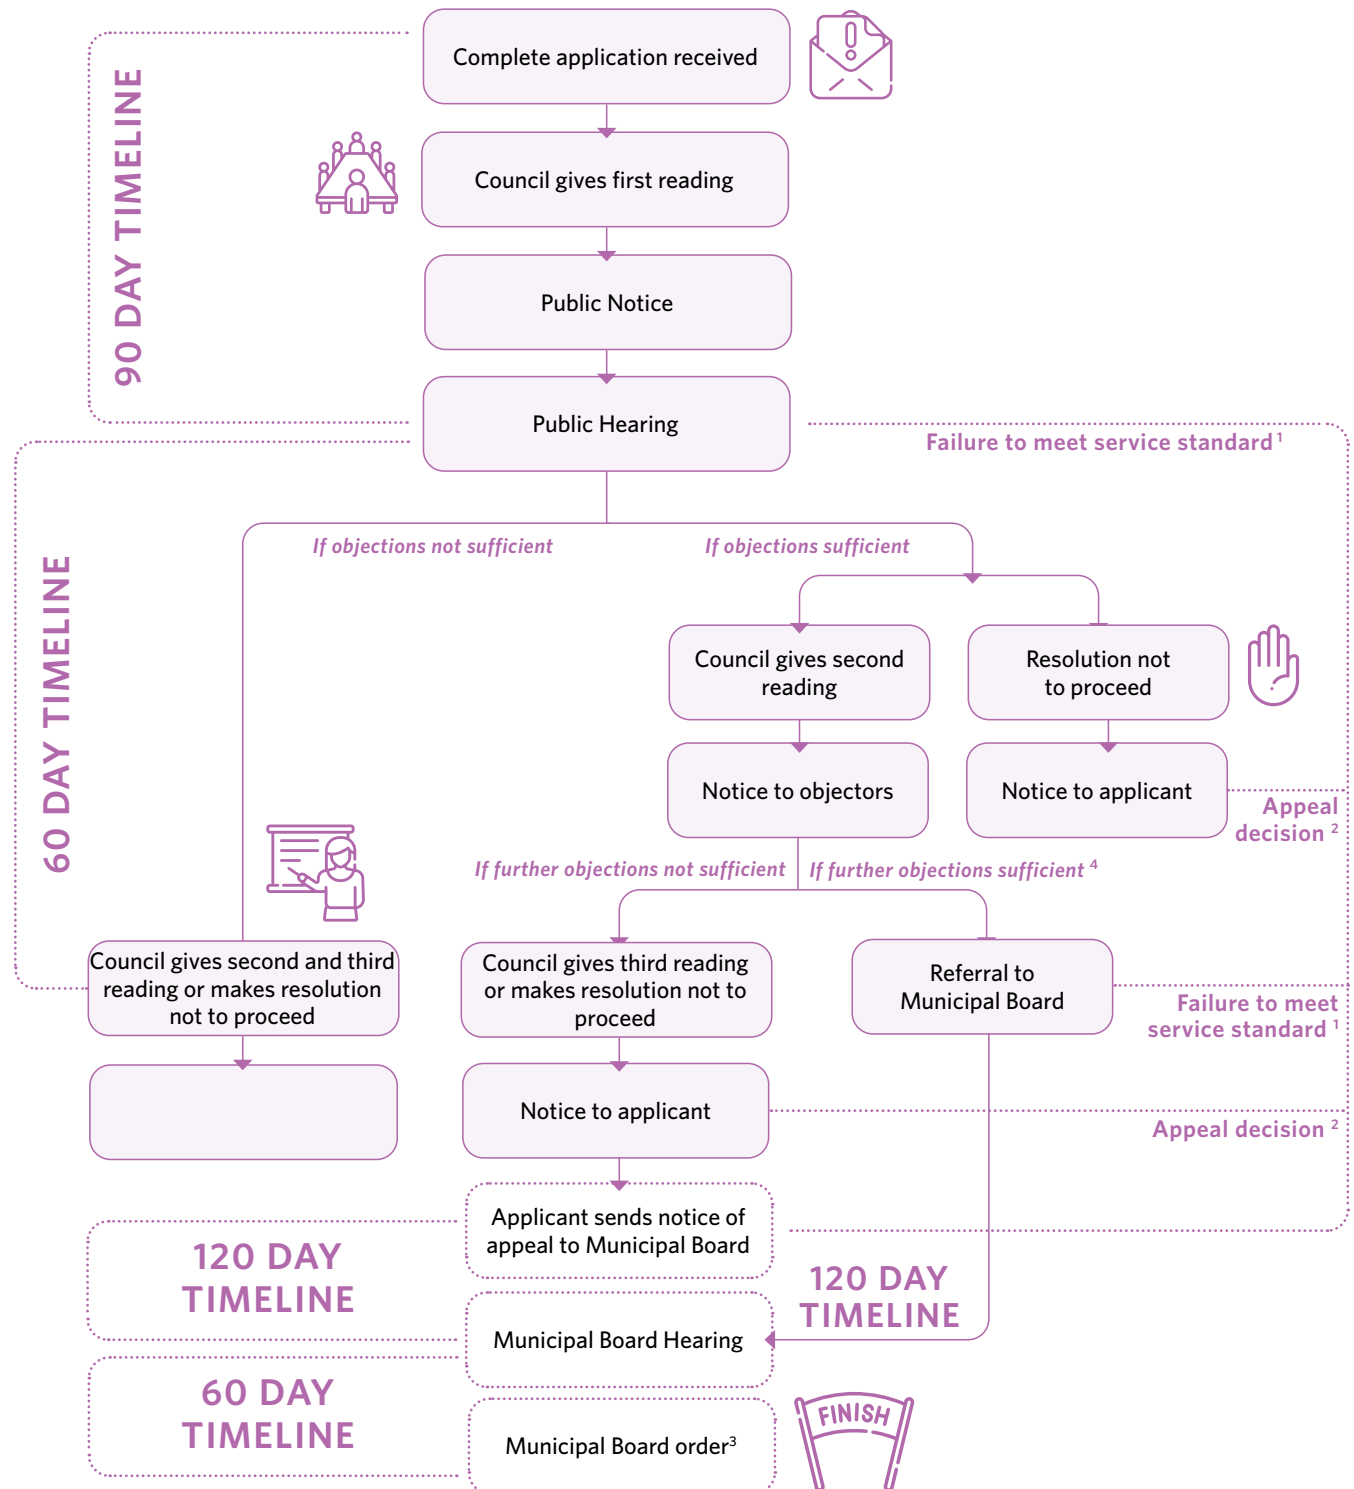 Complete application received
90 DAY TIMELINE
Council gives first reading
Public Notice
Public Hearing
Failure to meet service standard 1
60 DAY TIMELINE
If objections not sufficient
If objections sufficient
Council gives second
reading
Resolution not
to proceed
Notice to objectors
Notice to applicant
Appeal
decision 2
If further objections not sufficient
If further objections sufficient 4
Council gives second and third
reading or makes resolution
not to proceed
Council gives third reading
or makes resolution not to
proceed
Referral to
Municipal Board
Failure to meet
service standard 1
Notice to applicant
Appeal decision 2
Applicant sends notice of
appeal to Municipal Board
120 DAY
TIMELINE
120 DAY
TIMELINE
Municipal Board Hearing
60 DAY
TIMELINE
Municipal Board order3
FINISH